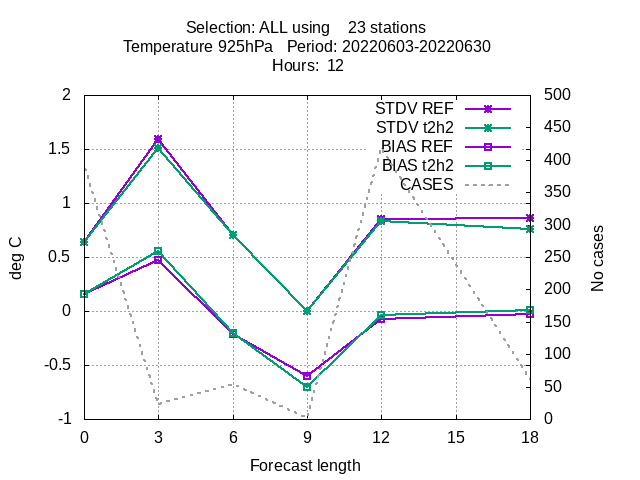 Selection: ALL using    23 stations
Temperature 925hPa   Period: 20220603-20220630
Hours:  12
2
1.5
1
0.5
0
-0.5
-1
deg C
STDV REF
STDV t2h2
BIAS REF
BIAS t2h2
CASES
500
450
400
350
300
250
200
150
100
50
0
No cases
0 3 6 9 12 15 18
Forecast length